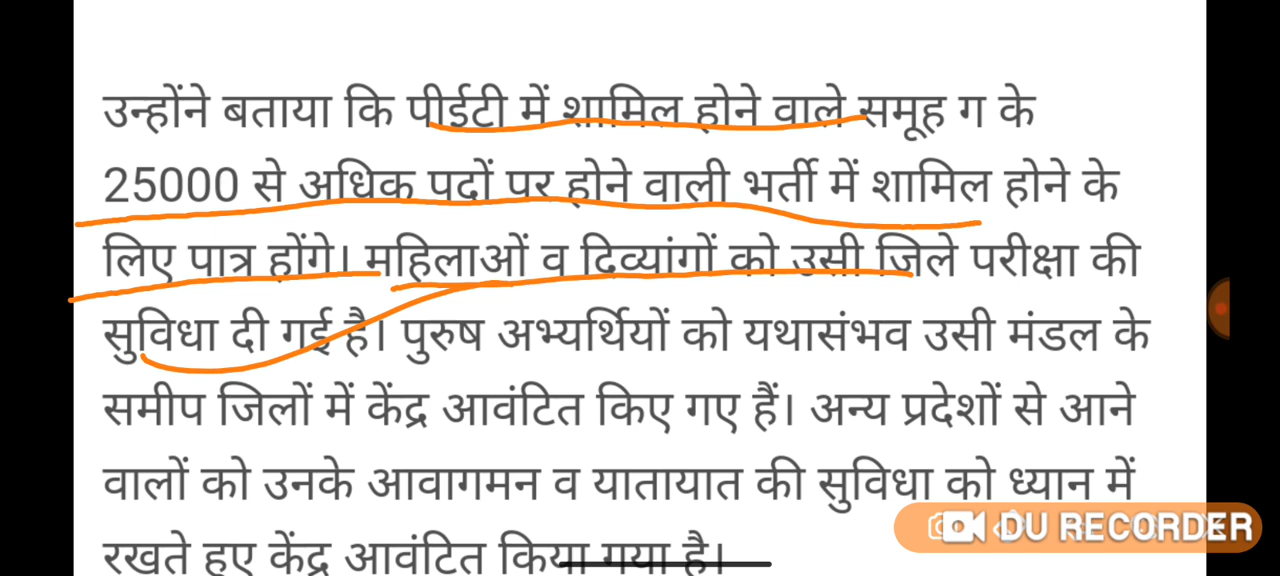 उन्होंने बताया कि पीईटी में शामिल होने वाले समूह ग के
25000 से अधिक पदों पर होने वाली भर्ती में शामिल होने के
लिए पात्र होंगे। महिलाओं व दिव्यांगों को उसी जिले परीक्षा की
सुविधा दी गई है। पुरुष अभ्यर्थियों को यथासंभव उसी मंडल के
समीप जिलों में केंद्र आवंटित किए गए हैं। अन्य प्रदेशों से आने
वालों को उनके आवागमन व यातायात की सुविधा को ध्यान में
रखते हुए केंद्र आवंटित किया गया है।
DU RECORDER